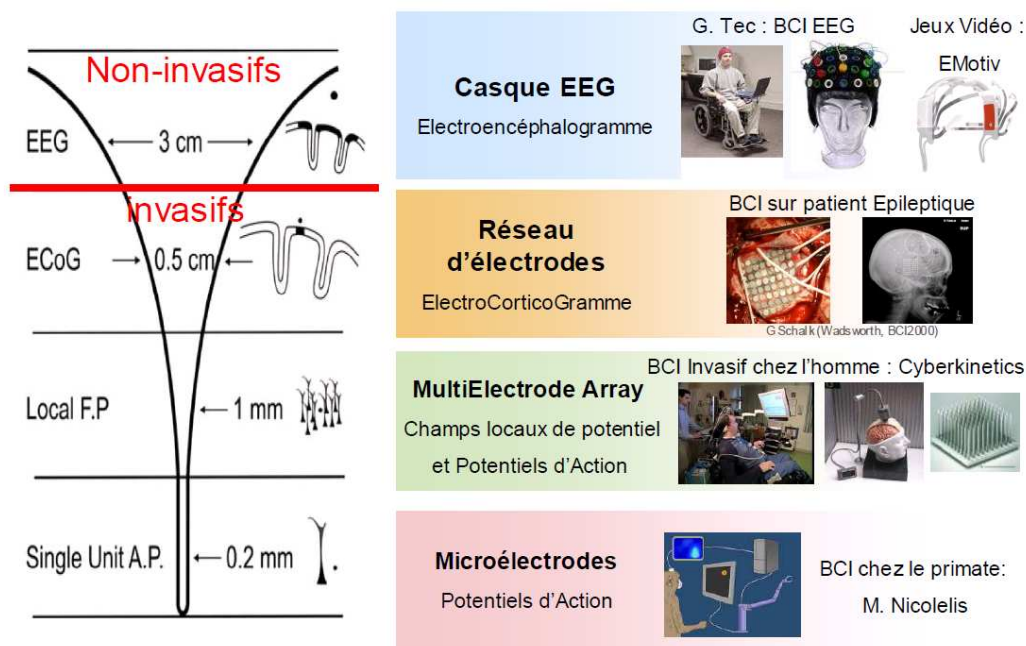 Non-invasifs
EEG
3 cm
invasifs
ECoG
0.5 cm
Local F.P
1 mm
Single Unit A.P.
0.2 mm
Casque EEG
Electroencéphalogramme
G. Tec : BCI EEG
Jeux Vidéo :
EMotiv
Réseau
d'électrodes
ElectroCorticoGramme
BCI sur patient Epileptique
G Schalk (Wadsworth, BCI2000)
MultiElectrode Array
Champs locaux de potentiel
et Potentiels d'Action
BCI Invasif chez l'homme : Cyberkinetics
Microélectrodes
Potentiels d'Action
BCI chez le primate:
M. Nicolelis